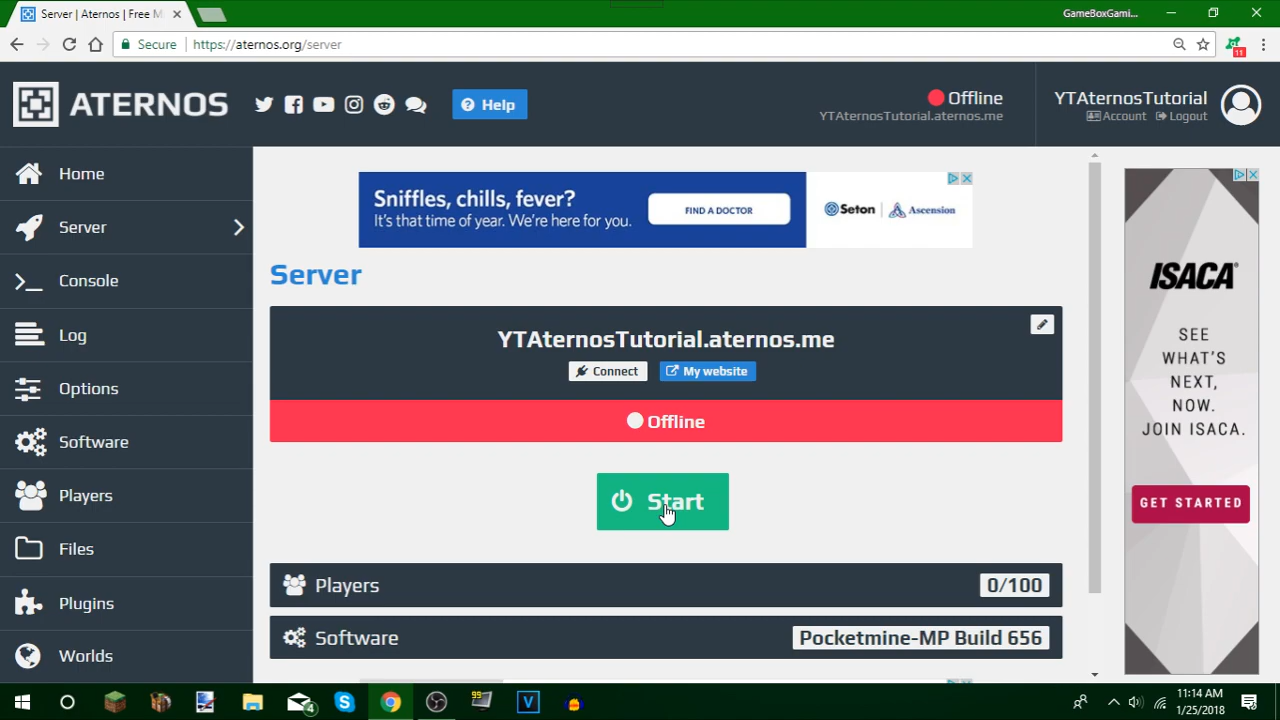 Server | Aternos | Free M
GameBoxGami...
Secure
https://aternos.org/server
11
ATERNOS
Help
Offline
YTAternosTutorial.aternos.me
YTAternosTutorial
Account
Logout
Home
Server
Console
Log
Options
Software
Players
Files
Plugins
Worlds
Sniffles, chills, fever?
It's that time of year. We're here for you.
FIND A DOCTOR
Seton
Ascension
Server
YTAternosTutorial.aternos.me
Connect
My website
Offline
Start
Players
0/100
Software
Pocketmine-MP Build 656
ISACA®
SEE
WHAT'S
NEXT,
NOW.
JOIN ISACA.
GET STARTED
4
99
V
11:14 AM
1/25/2018